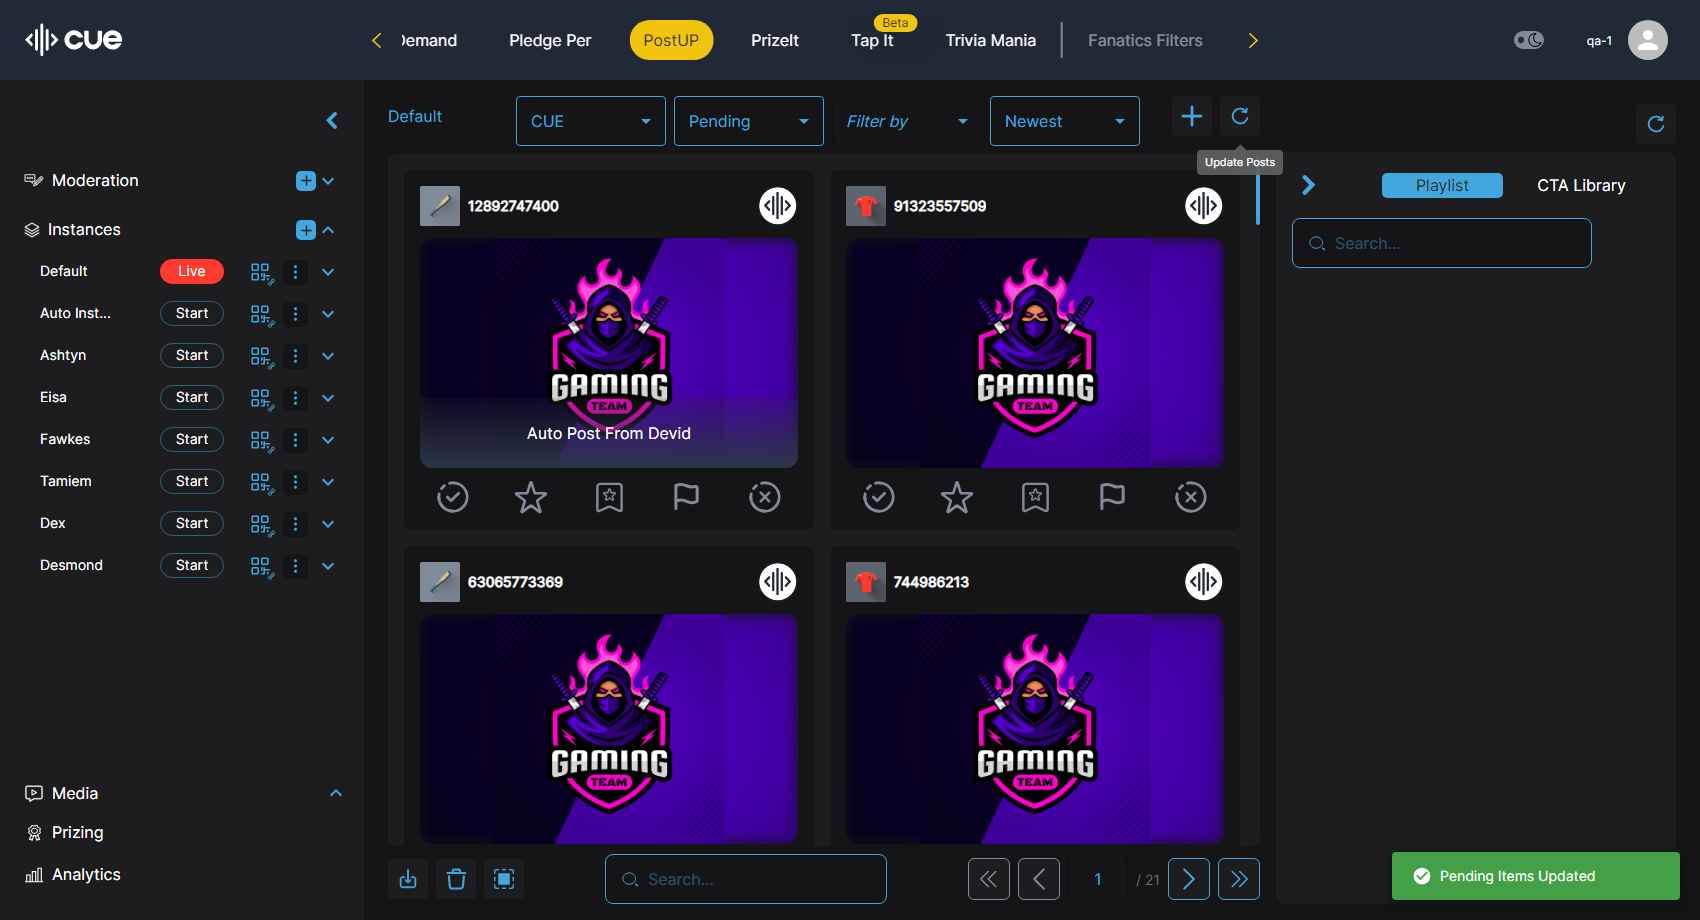 cue
Demand
Pledge Per
PostUP
PrizeIt
Beta
Tap It
Trivia Mania
Fanatics Filters
qa-1
Default
CUE
Pending
Filter by
Newest
Update Posts
Moderation
Instances
Default
Live
Auto Inst...
Start
Ashtyn
Start
Eisa
Start
Fawkes
Start
Tamiem
Start
Dex
Start
Desmond
Start
Media
Prizing
Analytics
12892747400
GAMING
TEAM
Auto Post From Devid
91323557509
GAMING
TEAM
63065773369
GAMING
TEAM
744986213
GAMING
TEAM
Search...
1
/ 21
Playlist
CTA Library
Search...
Pending Items Updated